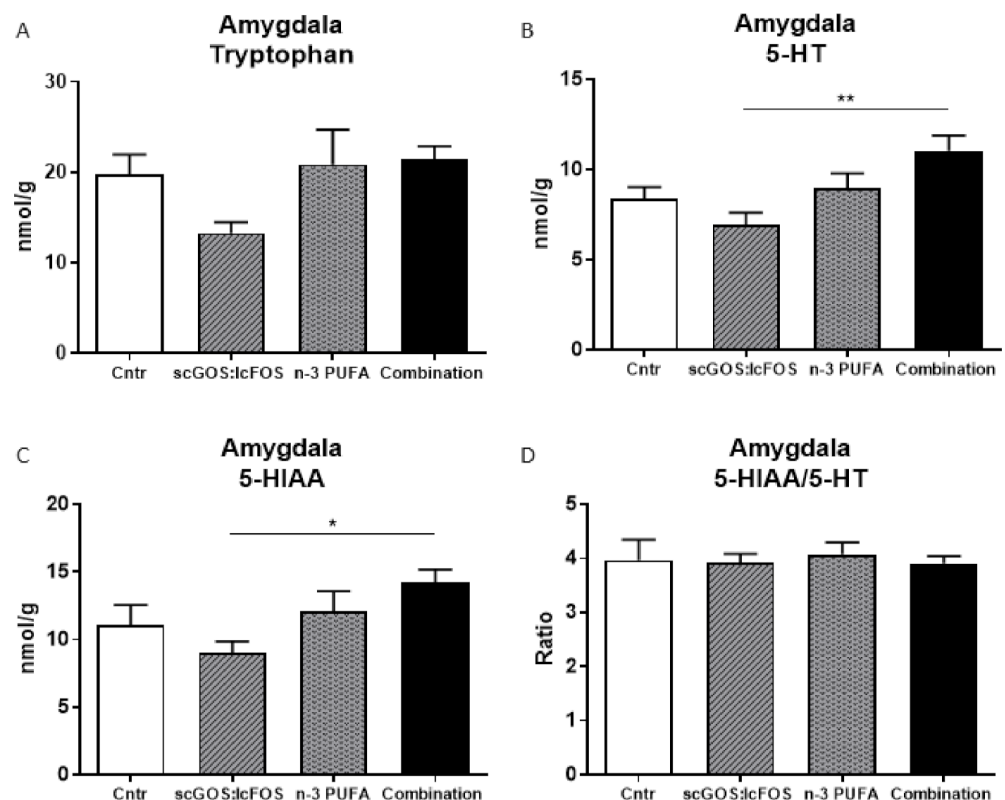 A
Amygdala
Tryptophan
nmol/g
30
20
10
0
Cntr scGOS:lcFOS n-3 PUFA Combination
B
Amygdala
5-HT
nmol/g
15
10
5
0
**
Cntr scGOS:lcFOS n-3 PUFA Combination
C
Amygdala
5-HIAA
nmol/g
20
15
10
5
0
*
Cntr scGOS:lcFOS n-3 PUFA Combination
D
Amygdala
5-HIAA/5-HT
Ratio
5
4
3
2
1
0
Cntr scGOS:lcFOS n-3 PUFA Combination